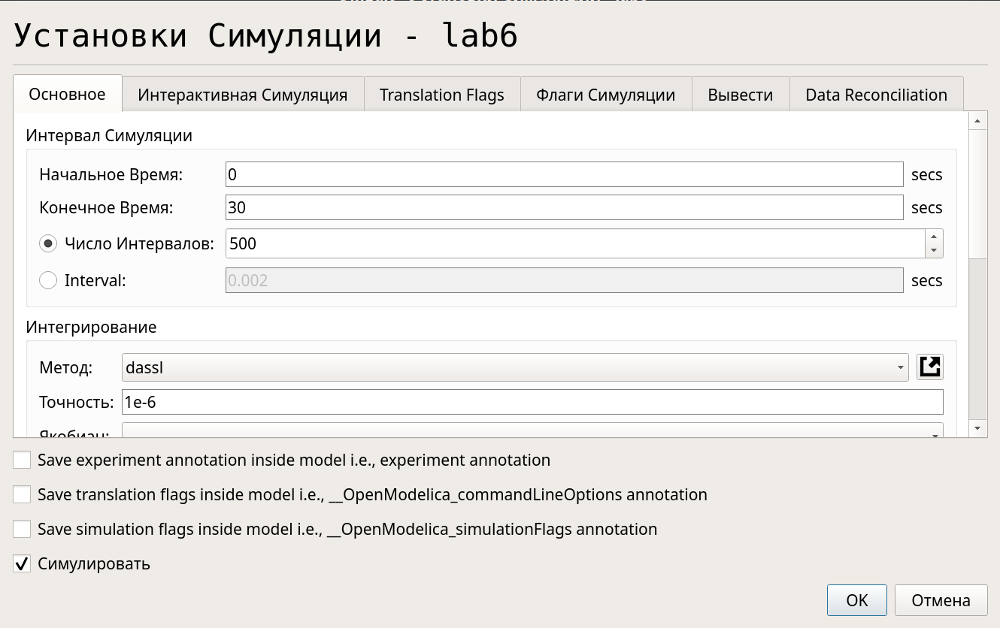 Установки Симуляции - lab6
Основное Интерактивная Симуляция Translation Flags Флаги Симуляции Вывести Data Reconciliation
Интервал Симуляции
Начальное Время: 0 secs
Конечное Время: 30 secs
Число Интервалов: 500
Interval: 0.002 secs
Интегрирование
Метод: dassl
Точность: 1e-6
Якобиан:
Save experiment annotation inside model i.e., experiment annotation
Save translation flags inside model i.e., __OpenModelica_commandLineOptions annotation
Save simulation flags inside model i.e., __OpenModelica_simulationFlags annotation
Симулировать
OK Отмена